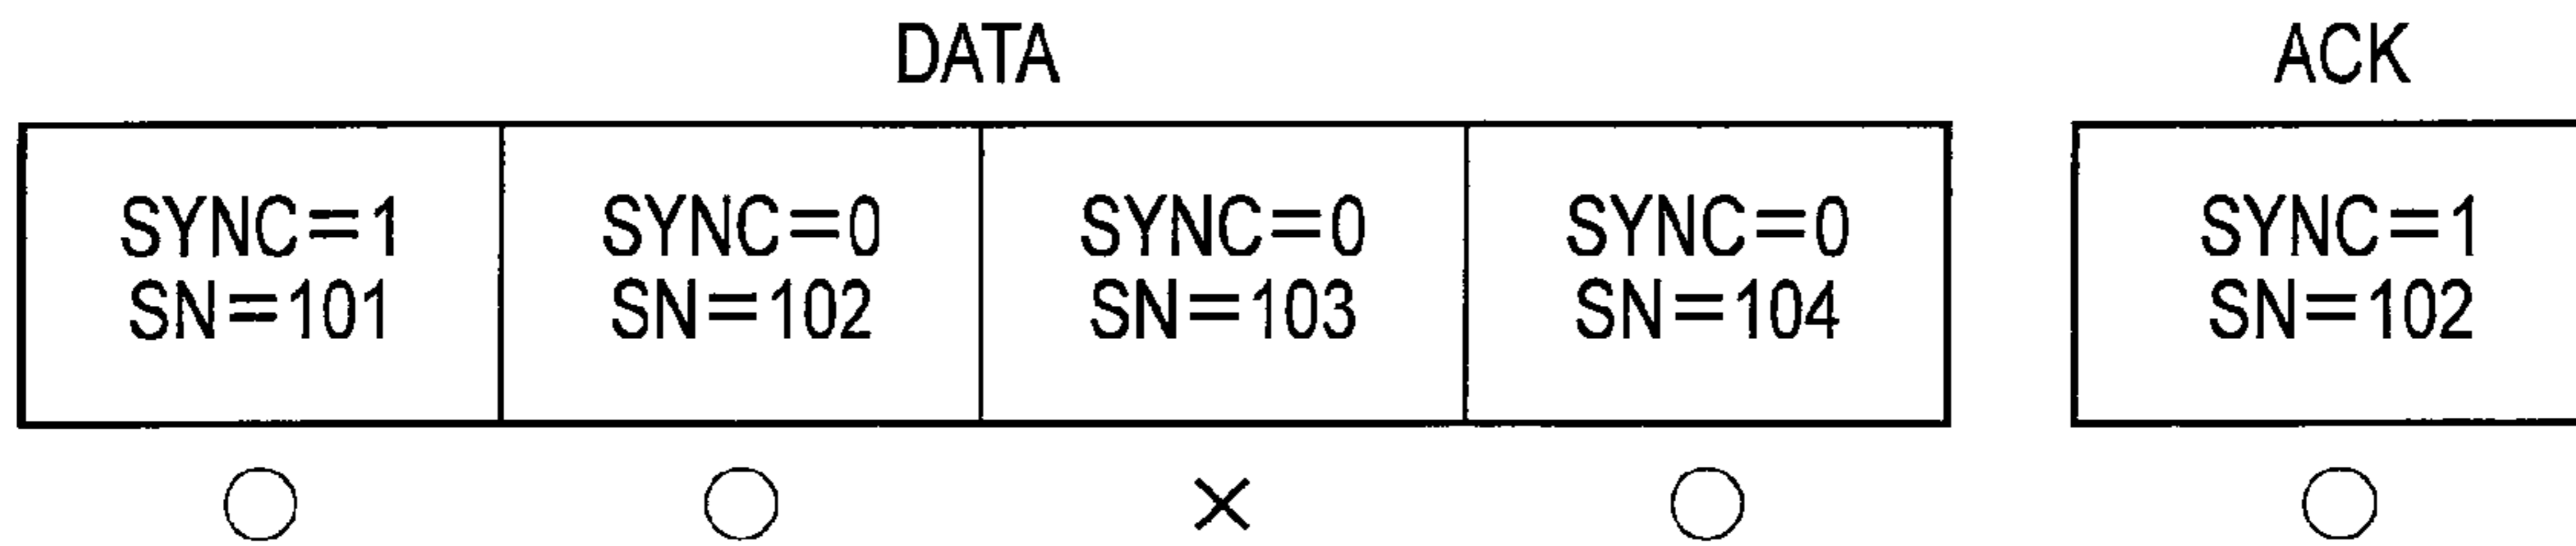 DATA
ACK
SYNC=1
SN=101
SYNC=0
SN=102
SYNC=0
SN=103
SYNC=0
SN=104
SYNC=1
SN=102
○ ○ × ○ ○